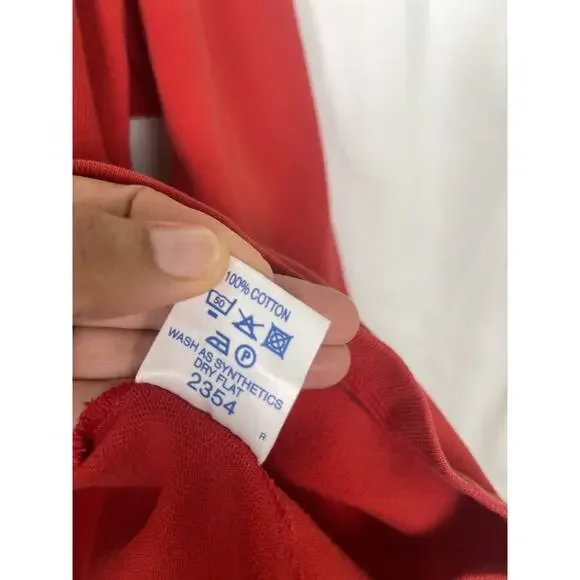 100% COTTON
50
P
WASH AS SYNTHETICS
DRY FLAT
2354
R